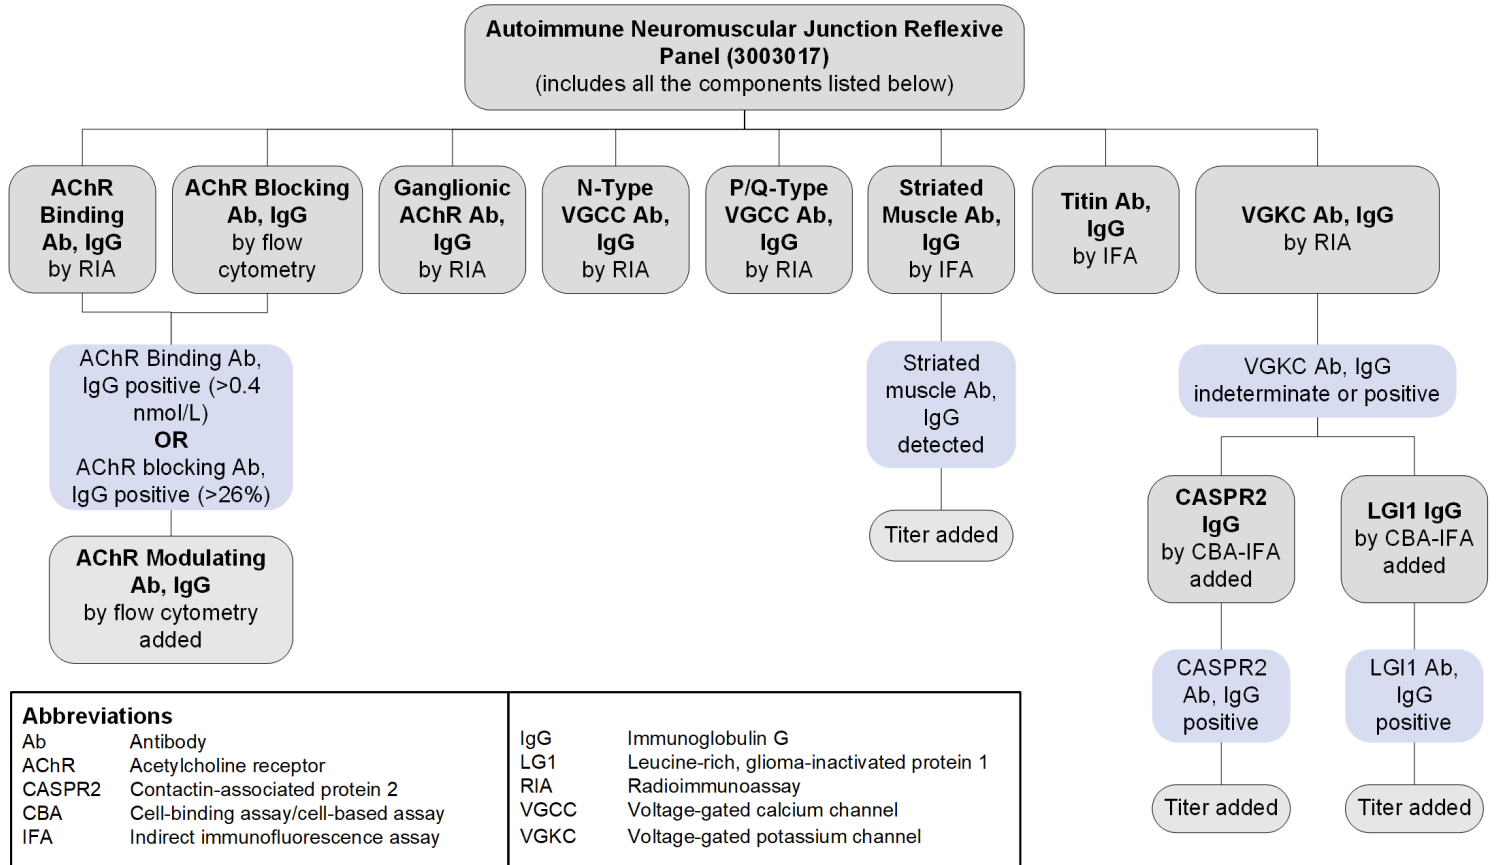 Autoimmune Neuromuscular Junction Reflexive
Panel (3003017)
(includes all the components listed below)
AChR
Binding
Ab, IgG
by RIA
AChR Blocking
Ab, IgG
by flow
cytometry
Ganglionic
AChR Ab,
IgG
by RIA
N-Type
VGCC Ab,
IgG
by RIA
P/Q-Type
VGCC Ab,
IgG
by RIA
Striated
Muscle Ab,
IgG
by IFA
Titin Ab,
IgG
by IFA
VGKC Ab, IgG
by RIA
AChR Binding Ab,
IgG positive (>0.4
nmol/L)
OR
AChR blocking Ab,
IgG positive (>26%)
Striated
muscle Ab,
IgG
detected
VGKC Ab, IgG
indeterminate or positive
AChR Modulating
Ab, IgG
by flow cytometry
added
Titer added
CASPR2
IgG
by CBA-IFA
added
LGI1 IgG
by CBA-IFA
added
CASPR2
Ab, IgG
positive
LGI1 Ab,
IgG
positive
Titer added
Titer added
Abbreviations
Ab Antibody
AChR Acetylcholine receptor
CASPR2 Contactin-associated protein 2
CBA Cell-binding assay/cell-based assay
IFA Indirect immunofluorescence assay
IgG Immunoglobulin G
LG1 Leucine-rich, glioma-inactivated protein 1
RIA Radioimmunoassay
VGCC Voltage-gated calcium channel
VGKC Voltage-gated potassium channel